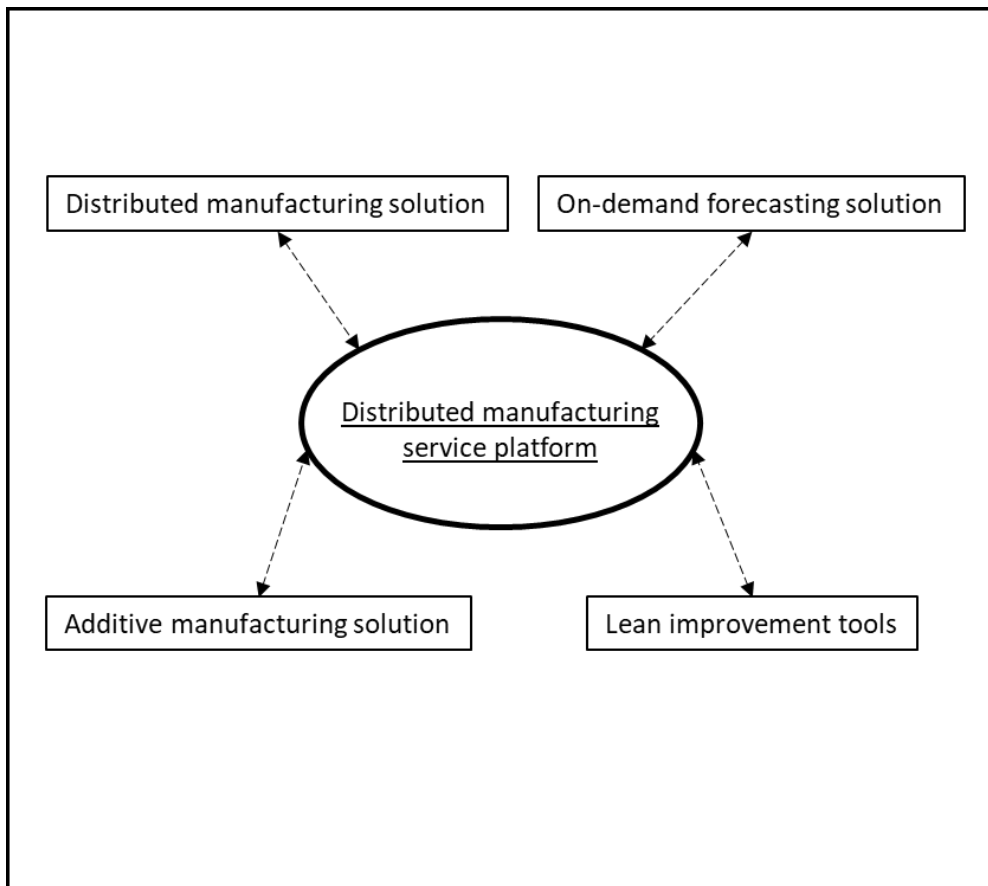 Distributed manufacturing solution
On-demand forecasting solution
Distributed manufacturing
service platform
Additive manufacturing solution
Lean improvement tools